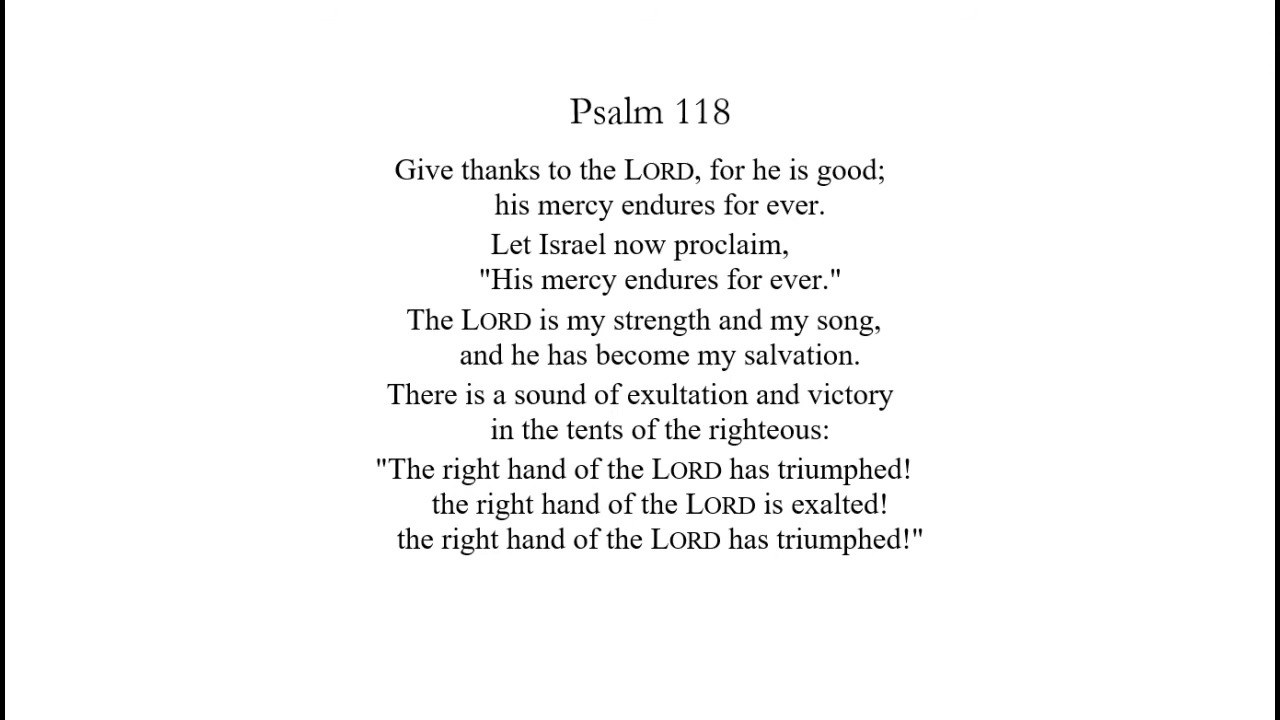 Psalm 118
Give thanks to the LORD, for he is good;
his mercy endures for ever.
Let Israel now proclaim,
"His mercy endures for ever."
The LORD is my strength and my song,
and he has become my salvation.
There is a sound of exultation and victory
in the tents of the righteous:
"The right hand of the LORD has triumphed!
the right hand of the LORD is exalted!
the right hand of the LORD has triumphed!"